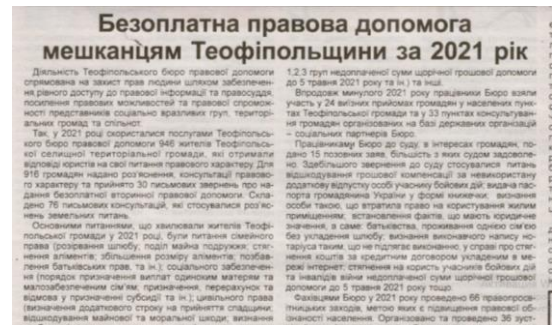 Безоплатна правова допомога
мешканцям Теофіпольщини за 2021 рік
Діяльність Теофіпольського бюро правової допомоги
спрямована на захист прав людини шляхом забезпечен-
ня рівного доступу до правової інформації та правосуддя,
посилення правових можливостей та правової спромож-
ності представників соціально вразливих груп, територі-
альних громад та спільнот.
Так, у 2021 році скористалися послугами Теофіпольсь-
кого бюро правової допомоги 946 жителів Теофіпольсь-
кої селищної територіальної громади, які отримали
відповіді юристів на свої питання правового характеру. Для
916 громадян надано роз'яснення, консультації правово-
го характеру та прийнято 30 письмових звернень про на-
дання безоплатної вторинної правової допомоги. Скла-
дено 76 письмових консультацій, які стосувалися роз'яс-
нень земельних питань.
Основними питаннями, що хвилювали жителів Теофі-
польської громади у 2021 році, були питання сімейного
права (розірвання шлюбу; поділ майна подружжя; стяг-
нення аліментів; збільшення розміру аліментів; позбав-
лення батьківських прав, та ін.); соціального забезпечен-
ня (порядок призначення виплат одиноким матерям та
малозабезпеченим сім'ям, призначення, перерахунок та
відмова у призначенні субсидії та ін.); цивільного права
(визначення додаткового строку на прийняття спадщини;
відшкодування майнової та моральної шкоди; визнання
1,2,3 груп недоплаченої суми щорічної грошової допомоги
до 5 травня 2021 року та ін.) та інші.
Впродовж минулого 2021 року працівники Бюро взяли
участь у 24 виїзних прийомах громадян у населених пунк-
тах Теофіпольської громади та у 33 пунктах консультуван-
ня громадян організованих на базі державних організацій
– соціальних партнерів Бюро.
Працівниками Бюро до суду, в інтересах громадян, по-
дано 15 позовних заяв, більшість з яких судом задоволе-
но. Здебільшого звернення до суду стосувалися питань
відшкодування грошової компенсації за невикористану
додаткову відпустку особі учаснику бойових дій; видача пас-
порта громадянина України у формі книжечки; визнання
особи такою, що втратила право на користування жилим
приміщенням; встановлення фактів, що мають юридичне
значення, а саме: батьківства, проживання однією сім'єю
без укладення шлюбу; визнання виконавчого напису но-
таріуса таким, що не підлягає виконанню, у справі про стяг-
нення коштів за кредитним договором укладеним в ме-
режі інтернет; стягнення на користь учасників бойових дій
та інвалідів війни недоплаченої суми щорічної грошової
допомоги до 5 травня 2021 року тощо.
Фахівцями Бюро у 2021 року проведено 66 правопрос-
вітницьких заходів, метою яких є підвищення правової обі-
знаності населення. Організовано та проведено 36 зуст-